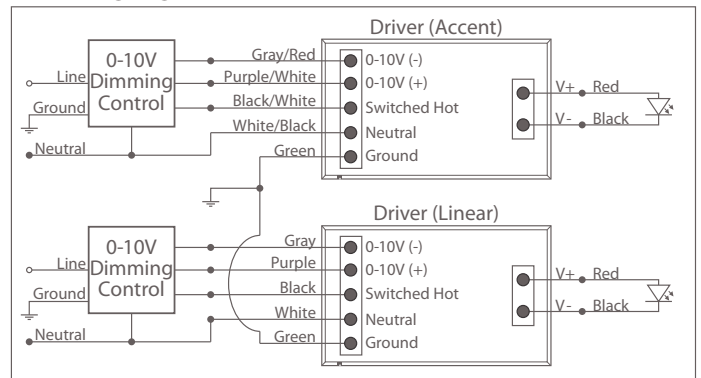 Driver (Accent)
0-10V
Dimming
Control
Line
Ground
Neutral
Gray/Red
Purple/White
Black/White
White/Black
Green
0-10V (-)
0-10V (+)
Switched Hot
Neutral
Ground
V+
Red
V-
Black
Driver (Linear)
0-10V
Dimming
Control
Line
Ground
Neutral
Gray
Purple
Black
White
Green
0-10V (-)
0-10V (+)
Switched Hot
Neutral
Ground
V+
Red
V-
Black